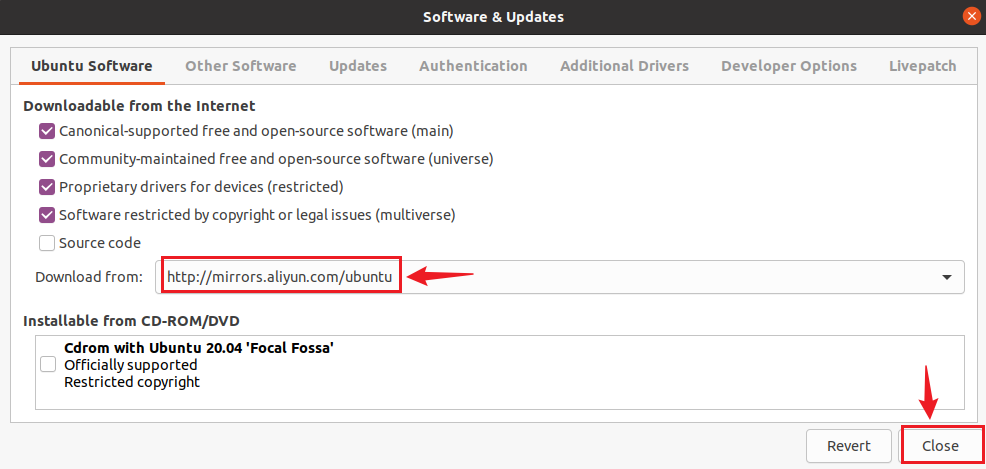 Software & Updates
Ubuntu Software Other Software Updates Authentication Additional Drivers Developer Options Livepatch
Downloadable from the Internet
Canonical-supported free and open-source software (main)
Community-maintained free and open-source software (universe)
Proprietary drivers for devices (restricted)
Software restricted by copyright or legal issues (multiverse)
Source code
Download from: http://mirrors.aliyun.com/ubuntu
Installable from CD-ROM/DVD
Cdrom with Ubuntu 20.04 'Focal Fossa'
Officially supported
Restricted copyright
Revert Close